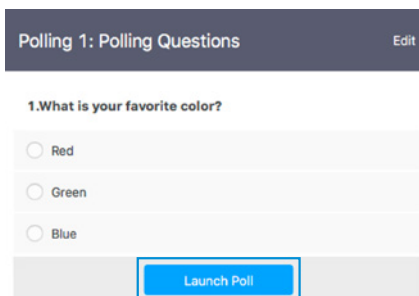 Polling 1: Polling Questions Edit
1.What is your favorite color?
Red
Green
Blue
Launch Poll